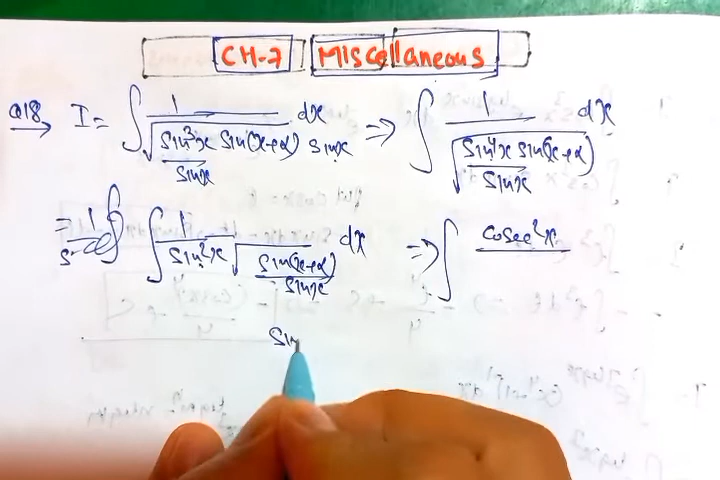 CH-7 Miscellaneous
Q18 I = ∫ 1/√(sin³x sin(x+α) sinx/sinx) dx ⇒ ∫ 1/√(sin⁴x sin(x+α)/sinx) dx
= ∫ 1/(sin²x √(sin(x+α)/sinx)) dx ⇒ ∫ cosec²x
Sin